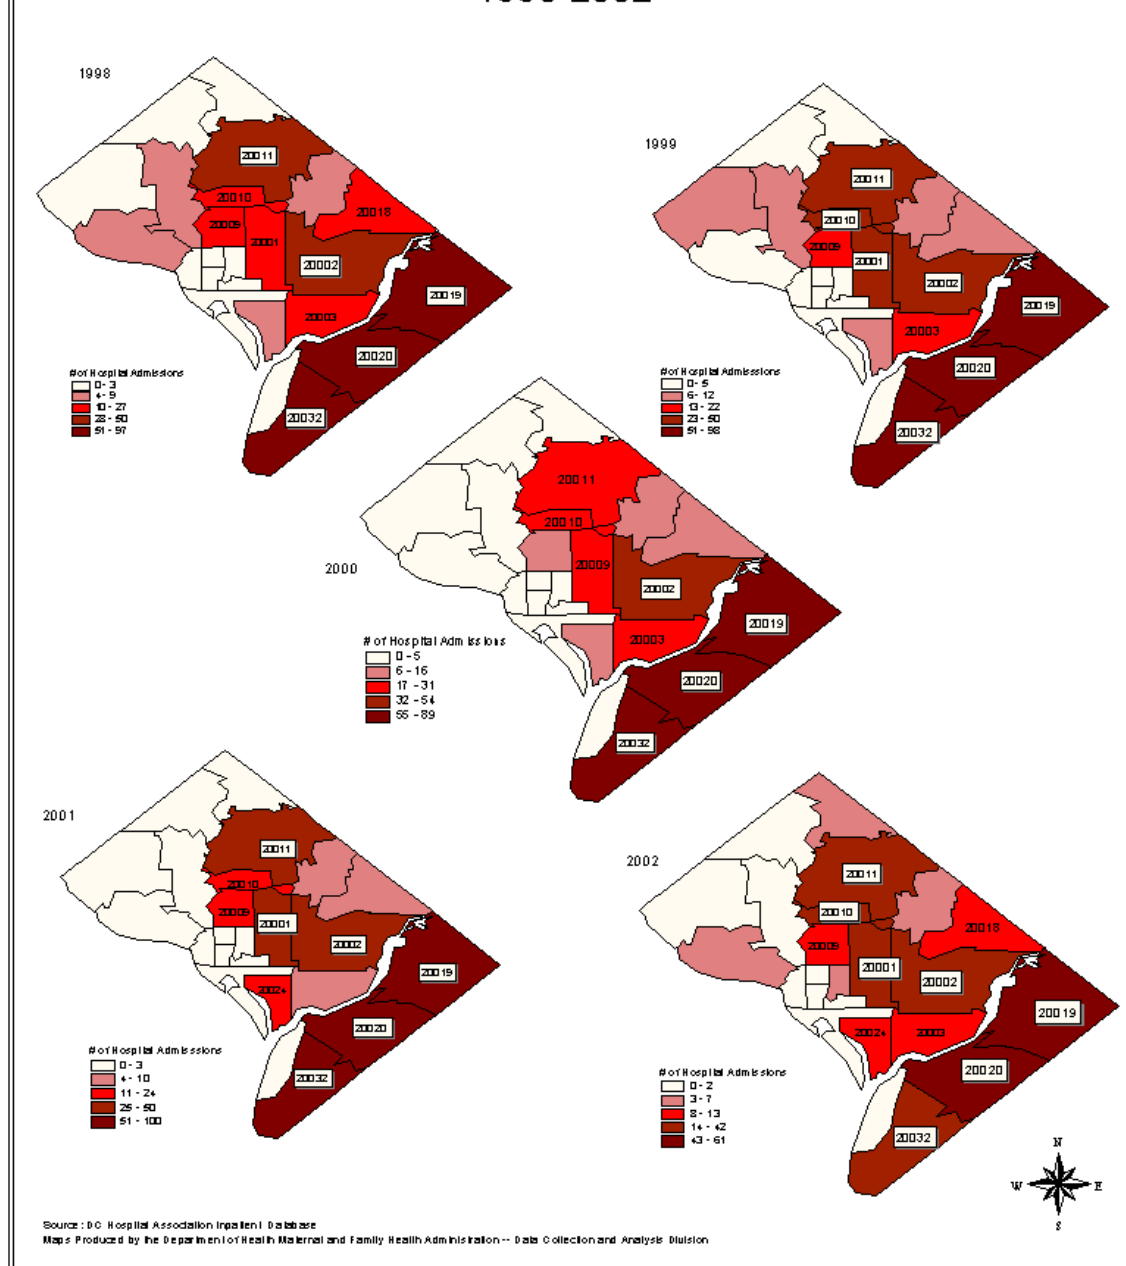 1998
20011
20010
20018
20009
20001
20002
20019
20003
20020
20032
# of Hospital Admissions
0 - 3
4 - 9
10 - 27
28 - 50
51 - 97
1999
20011
20010
20009
20001
20002
20019
20003
20020
20032
# of Hospital Admissions
0 - 5
6 - 12
13 - 22
23 - 50
51 - 98
2000
20011
20010
20009
20002
20019
20003
20020
20032
# of Hospital Admissions
0 - 5
6 - 16
17 - 31
32 - 54
55 - 89
2001
20011
20010
20009
20001
20002
20019
20024
20020
20032
# of Hospital Admisssions
0 - 3
4 - 10
11 - 24
25 - 50
51 - 100
2002
20011
20010
20018
20009
20001
20002
20019
20024
20003
20020
20032
# of Hospital Admissions
0 - 2
3 - 7
8 - 13
14 - 42
43 - 61
N
W E
S
Source: DC Hospital Association Inpatient Database
Maps Produced by the Department of Health Maternal and Family Health Administration -- Data Collection and Analysis Division